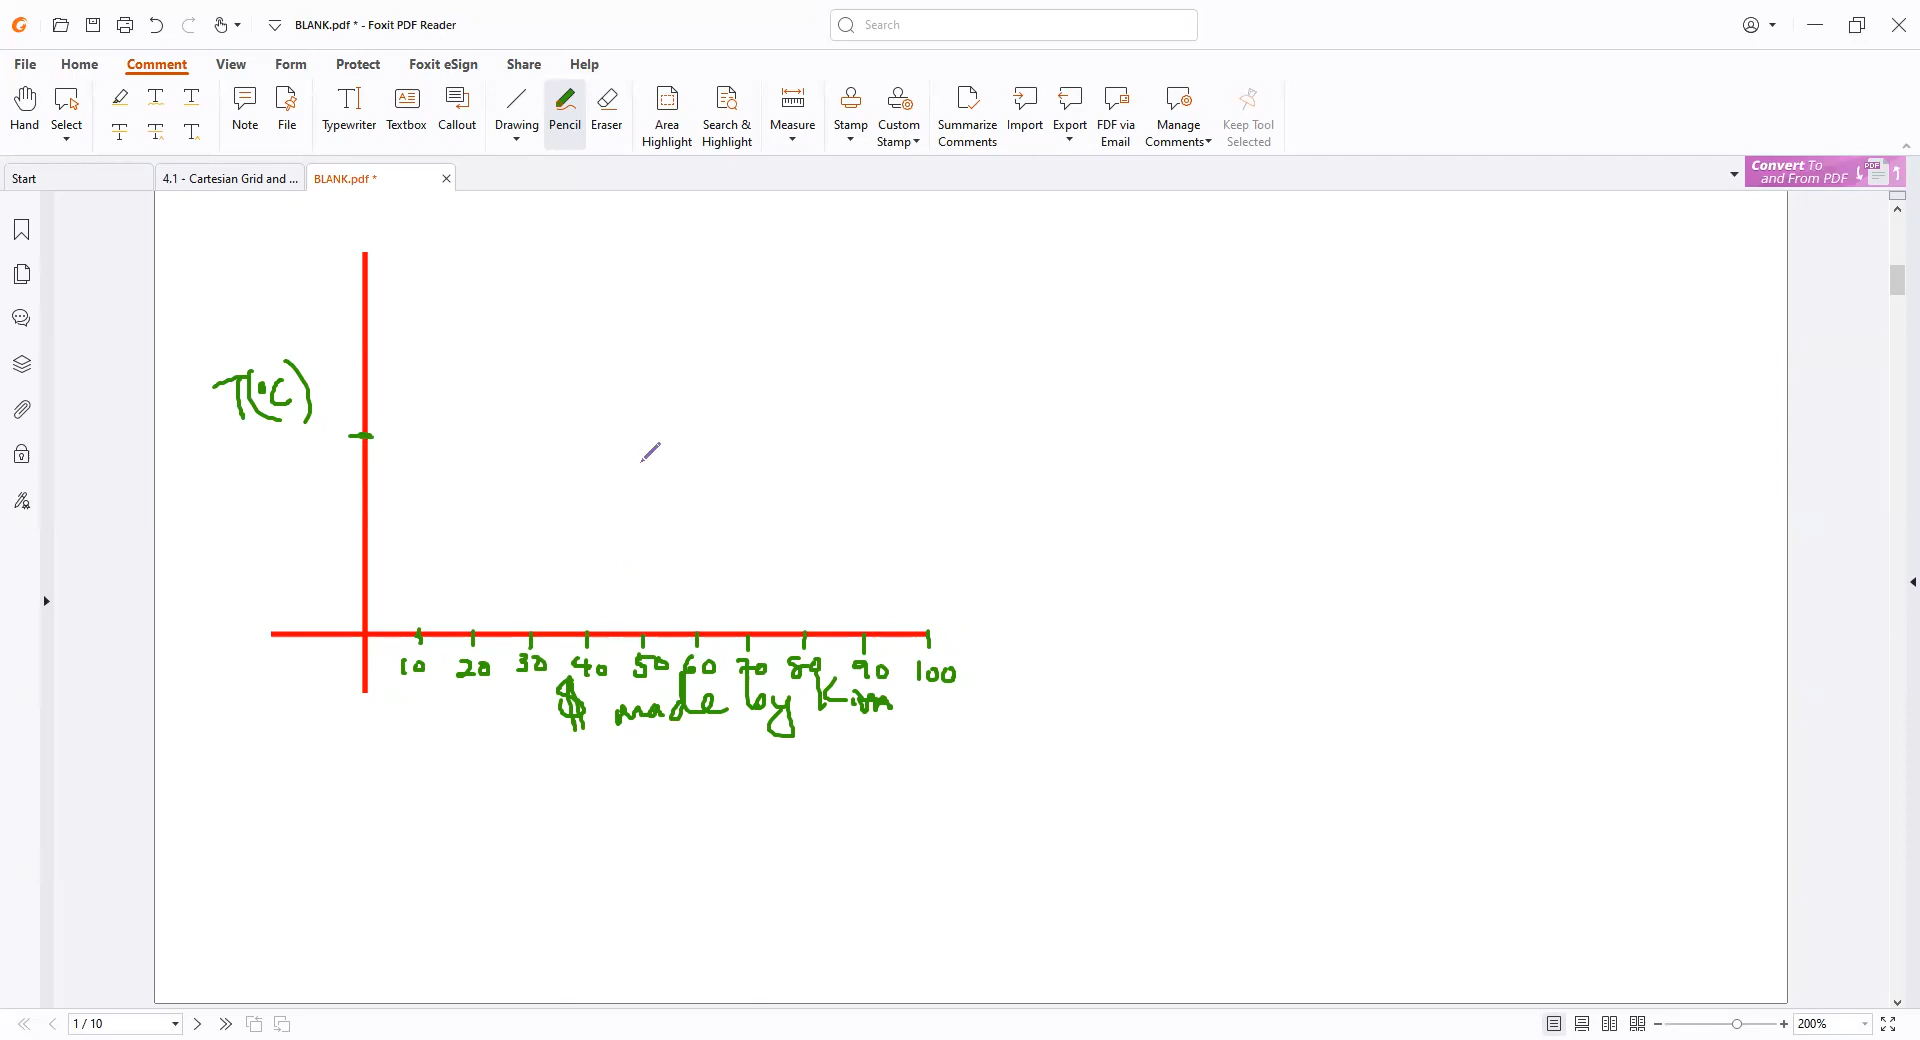 BLANK.pdf * - Foxit PDF Reader
Search
File Home Comment View Form Protect Foxit eSign Share Help
Hand Select Note File Typewriter Textbox Callout Drawing Pencil Eraser Area Highlight Search & Highlight Measure Stamp Custom Stamp Summarize Comments Import Export FDF via Email Manage Comments Keep Tool Selected
Start 4.1 - Cartesian Grid and ... BLANK.pdf * Convert To and From PDF
T(°C)
10 20 30 40 50 60 70 80 90 100
$ made by Kim
1 / 10 200%